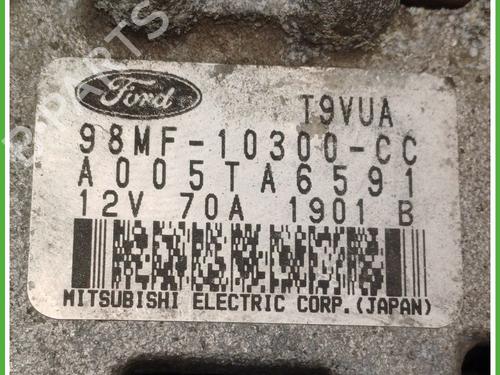 Ford T9VUA
98MF-10300-CC
A005TA6591
12V 70A 1901 B
MITSUBISHI ELECTRIC CORP.(JAPAN)